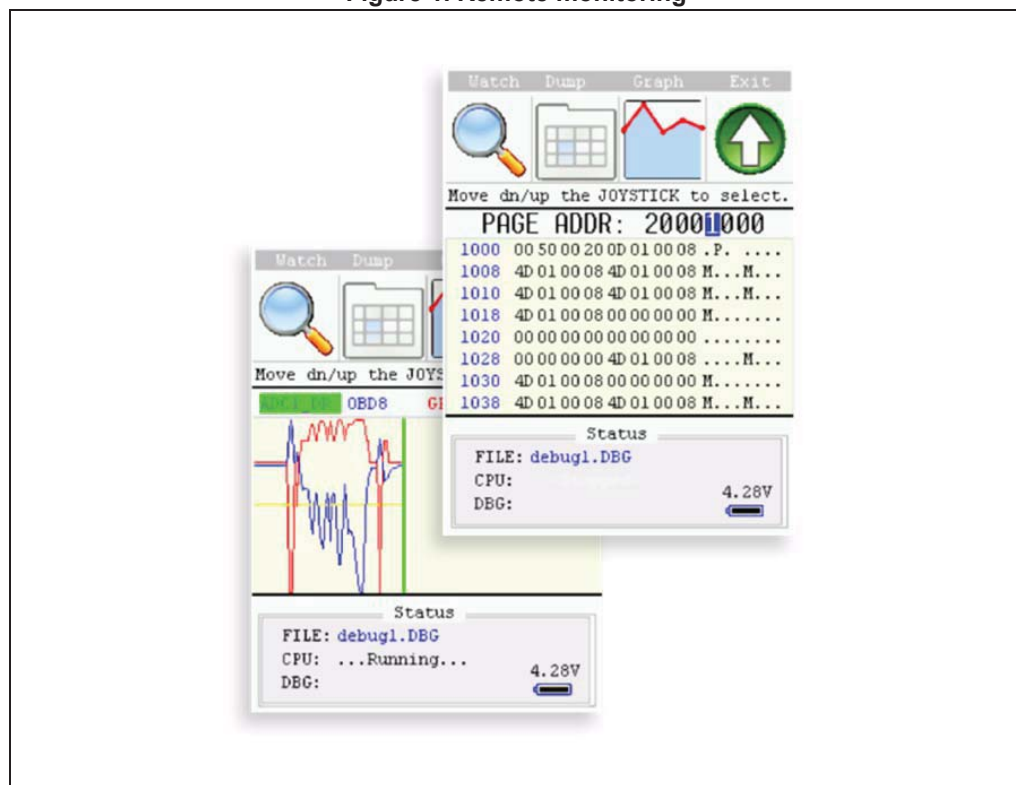 Watch Dump Graph Exit
Move dn/up the JOYSTICK to select.
PAGE ADDR: 20001000
1000 00 50 00 20 0D 01 00 08 .P. ....
1008 4D 01 00 08 4D 01 00 08 M...M...
1010 4D 01 00 08 4D 01 00 08 M...M...
1018 4D 01 00 08 00 00 00 00 M.......
1020 00 00 00 00 00 00 00 00 ........
1028 00 00 00 00 4D 01 00 08 ....M...
1030 4D 01 00 08 00 00 00 00 M.......
1038 4D 01 00 08 4D 01 00 08 M...M...
Status
FILE: debug1.DBG
CPU:
DBG:
4.28V
Watch Dump
Move dn/up the JOYS
ADC1_DR OBD8
Status
FILE: debug1.DBG
CPU: ...Running...
DBG:
4.28V